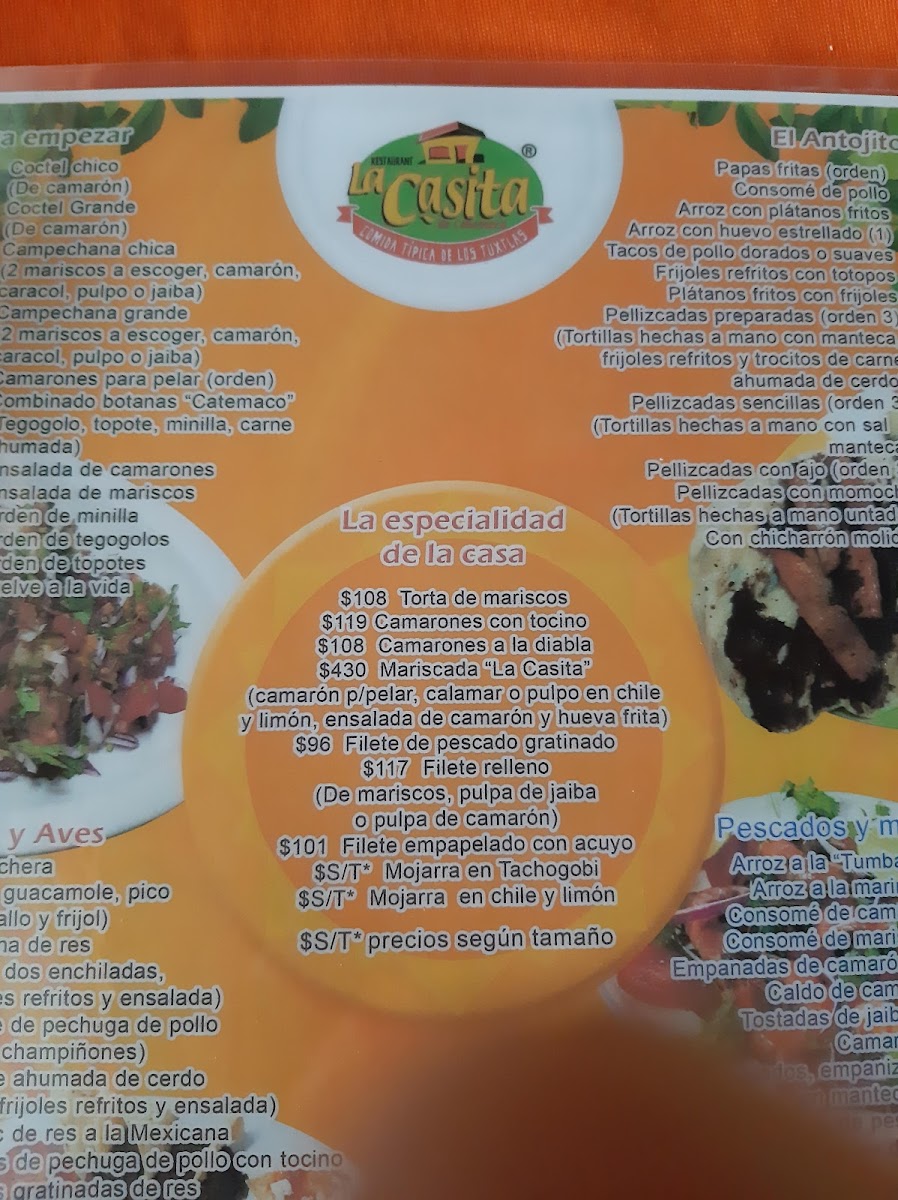 RESTAURANT
La Casita
®
COMIDA TÍPICA DE LOS TUXTLAS
a empezar
Coctel chico
(De camarón)
Coctel Grande
(De camarón)
Campechana chica
(2 mariscos a escoger, camarón,
caracol, pulpo o jaiba)
Campechana grande
2 mariscos a escoger, camarón,
caracol, pulpo o jaiba)
Camarones para pelar (orden)
Combinado botanas “Catemaco”
Tegogolo, topote, minilla, carne
humada)
nsalada de camarones
nsalada de mariscos
rden de minilla
rden de tegogolos
rden de topotes
elve a la vida
El Antojito
Papas fritas (orden)
Consomé de pollo
Arroz con plátanos fritos
Arroz con huevo estrellado (1)
Tacos de pollo dorados o suaves
Frijoles refritos con totopos
Plátanos fritos con frijoles
Pellizcadas preparadas (orden 3)
(Tortillas hechas a mano con manteca
frijoles refritos y trocitos de carne
ahumada de cerdo
Pellizcadas sencillas (orden 3
(Tortillas hechas a mano con sal
manteca
Pellizcadas con ajo (orden
Pellizcadas con momoch
(Tortillas hechas a mano untad
Con chicharrón molid
La especialidad
de la casa
$108 Torta de mariscos
$119 Camarones con tocino
$108 Camarones a la diabla
$430 Mariscada “La Casita”
(camarón p/pelar, calamar o pulpo en chile
y limón, ensalada de camarón y hueva frita)
$96 Filete de pescado gratinado
$117 Filete relleno
(De mariscos, pulpa de jaiba
o pulpa de camarón)
$101 Filete empapelado con acuyo
$S/T* Mojarra en Tachogobi
$S/T* Mojarra en chile y limón
$S/T* precios según tamaño
y Aves
chera
guacamole, pico
allo y frijol)
na de res
dos enchiladas,
es refritos y ensalada)
e de pechuga de pollo
champiñones)
e ahumada de cerdo
frijoles refritos y ensalada)
c de res a la Mexicana
s de pechuga de pollo con tocino
s gratinadas de res
Pescados y m
Arroz a la “Tumba
Arroz a la mari
Consomé de cam
Consomé de mari
Empanadas de camaró
Caldo de cam
Tostadas de jaib
Camar
dos, empaniz
mantec